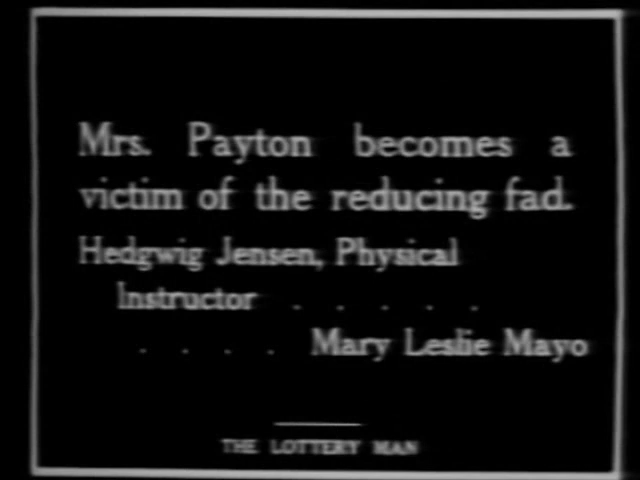 Mrs. Payton becomes a
victim of the reducing fad.
Hedgwig Jensen, Physical
Instructor . . . . .
. . . . Mary Leslie Mayo
THE LOTTERY MAN